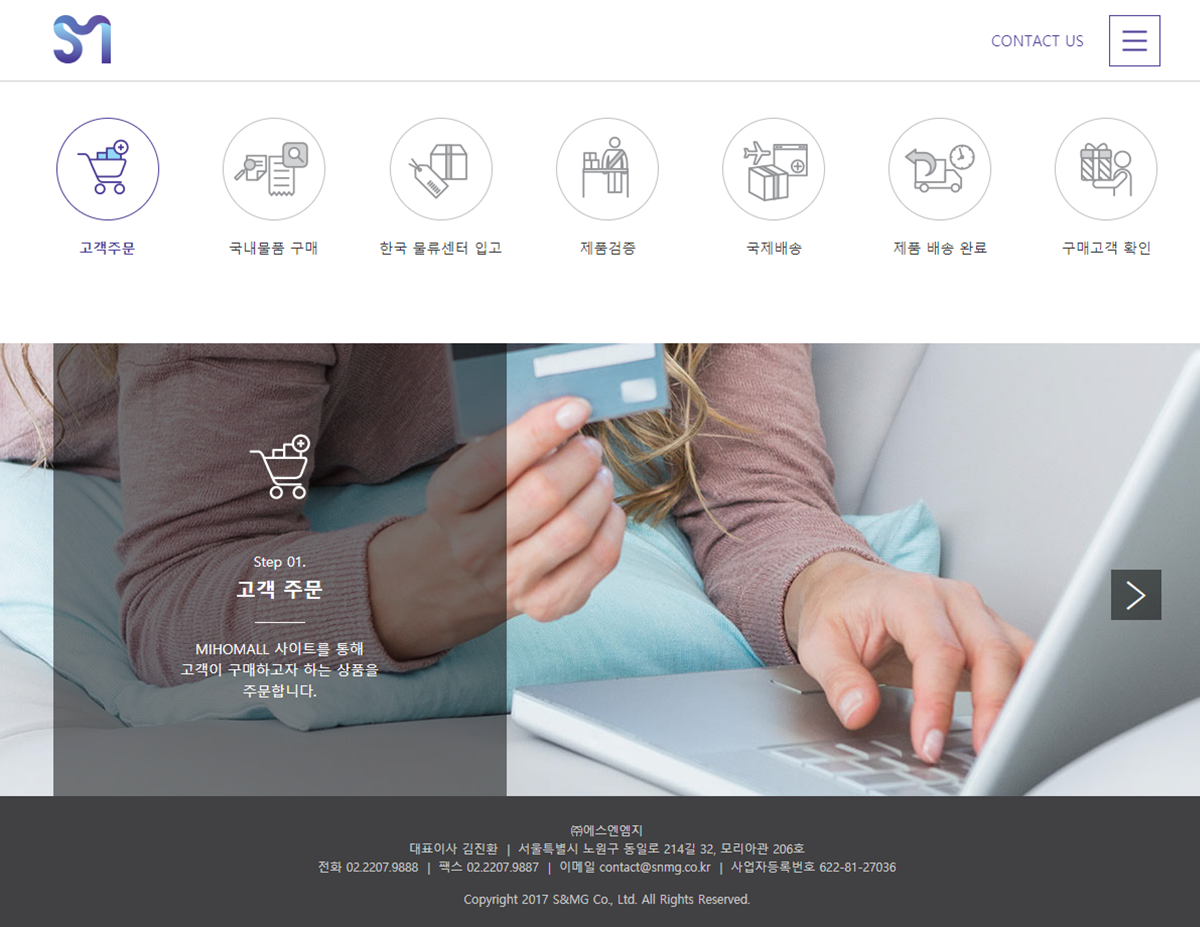 SM
CONTACT US
고객주문
국내물품 구매
한국 물류센터 입고
제품검증
국제배송
제품 배송 완료
구매고객 확인
Step 01.
고객 주문
MIHOMALL 사이트를 통해
고객이 구매하고자 하는 상품을
주문합니다.
㈜에스엔엠지
대표이사 김진환 | 서울특별시 노원구 동일로 214길 32, 모리아관 206호
전화 02.2207.9888 | 팩스 02.2207.9887 | 이메일 contact@snmg.co.kr | 사업자등록번호 622-81-27036
Copyright 2017 S&MG Co., Ltd. All Rights Reserved.